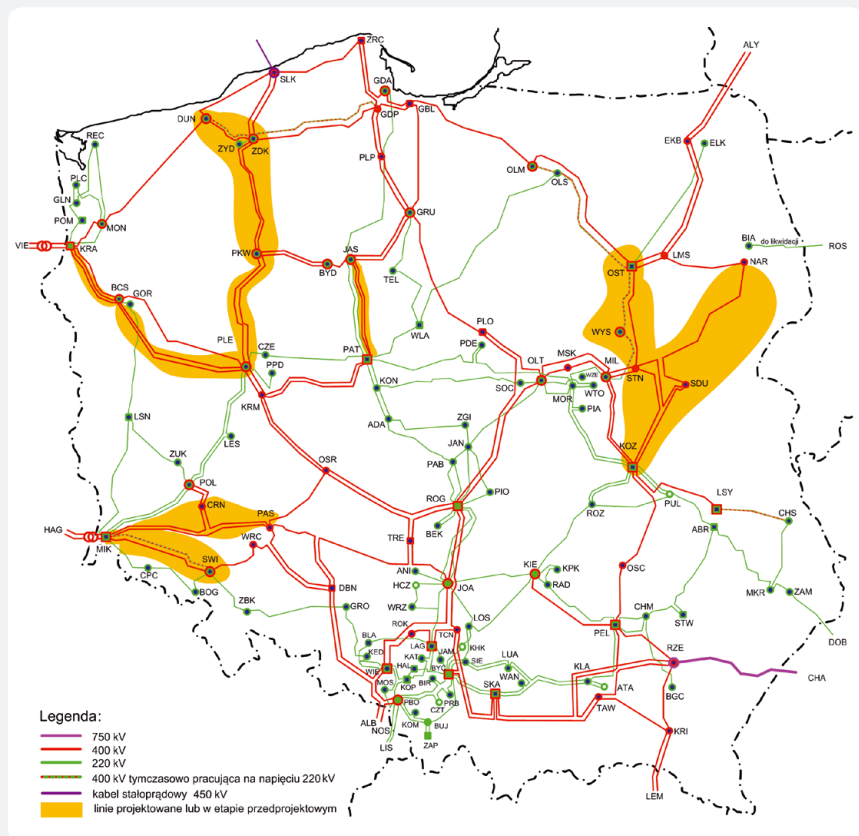 ALY
ZRC
SLK
GDA
GDP
GBL
DUN
ZYD
ZDK
REC
PLP
EKB
ELK
OLM
OLS
PLC
GLN
POM
MON
GRU
VIE
KRA
BIA
do likwidacji
ROS
PKW
BYD
JAS
TEL
OST
LMS
NAR
BCS
GOR
WYS
PLO
PLE
CZE
PAT
WLA
PDE
OLT
MSK
MIL
STN
SDU
PPD
KON
SOC
MOR
WZE
WTO
PIA
KRM
LSN
ADA
ZGI
JAN
LES
ZUK
PAB
KOZ
OSR
POL
PIO
ROG
PUL
LSY
ROZ
CHS
CRN
PAS
BEK
ABR
HAG
MIK
WRC
TRE
SWI
KIE
KPK
OSC
CPC
BOG
DBN
ANI
HCZ
JOA
RAD
MKR
ZAM
ZBK
GRO
WRZ
LOS
CHM
STW
ROK
TCN
PEL
DOB
BLA
LAG
KHK
KED
KAT
JAM
SIE
LUA
RZE
WIE
HAL
BYC
WAN
KLA
CHA
MOS
KOP
BIR
SKA
ATA
BGC
PBO
CZT
PRB
TAW
ALB
NOS
KOM
BUJ
KRI
LIS
ZAP
LEM
Legenda:
750 kV
400 kV
220 kV
400 kV tymczasowo pracująca na napięciu 220 kV
kabel stałoprądowy 450 kV
linie projektowane lub w etapie przedprojektowym